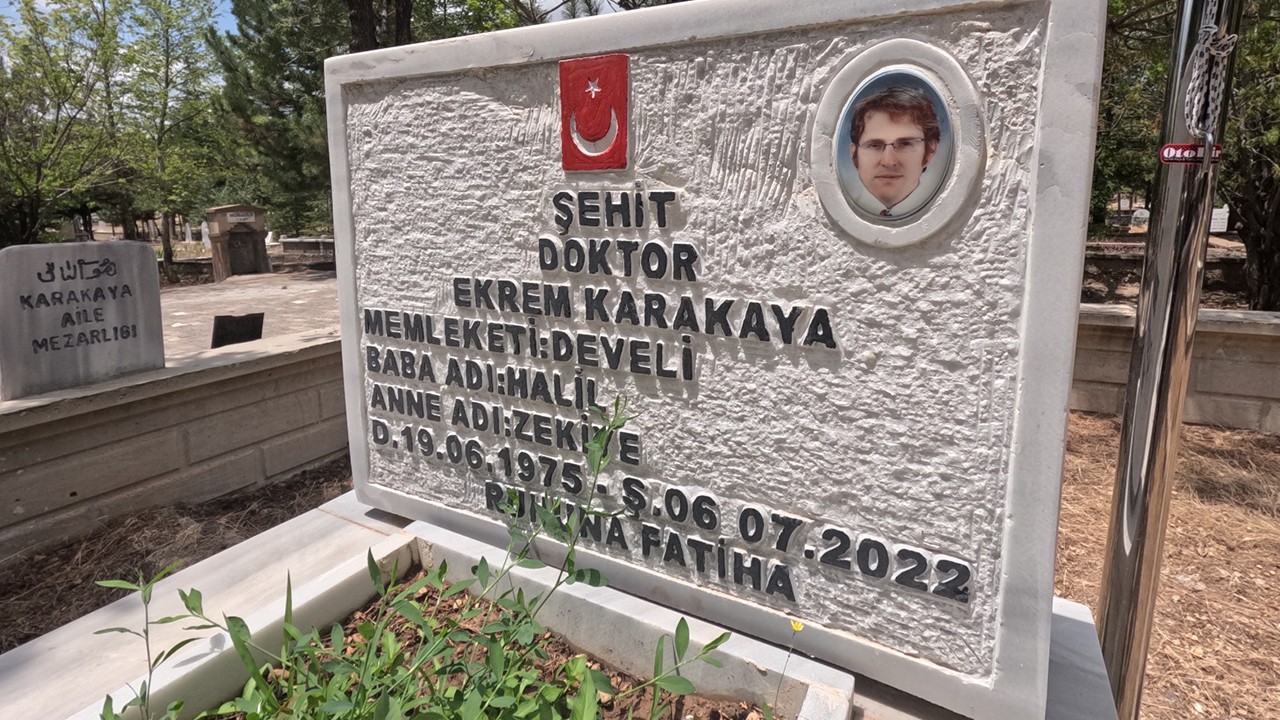 ŞEHİT
DOKTOR
EKREM KARAKAYA
MEMLEKETİ:DEVELİ
BABA ADI:HALİL
ANNE ADI:ZEKİYE
D.19.06.1975 - Ş.06 07.2022
RUHUNA FATİHA
KARAKAYA
AİLE
MEZARLIGI